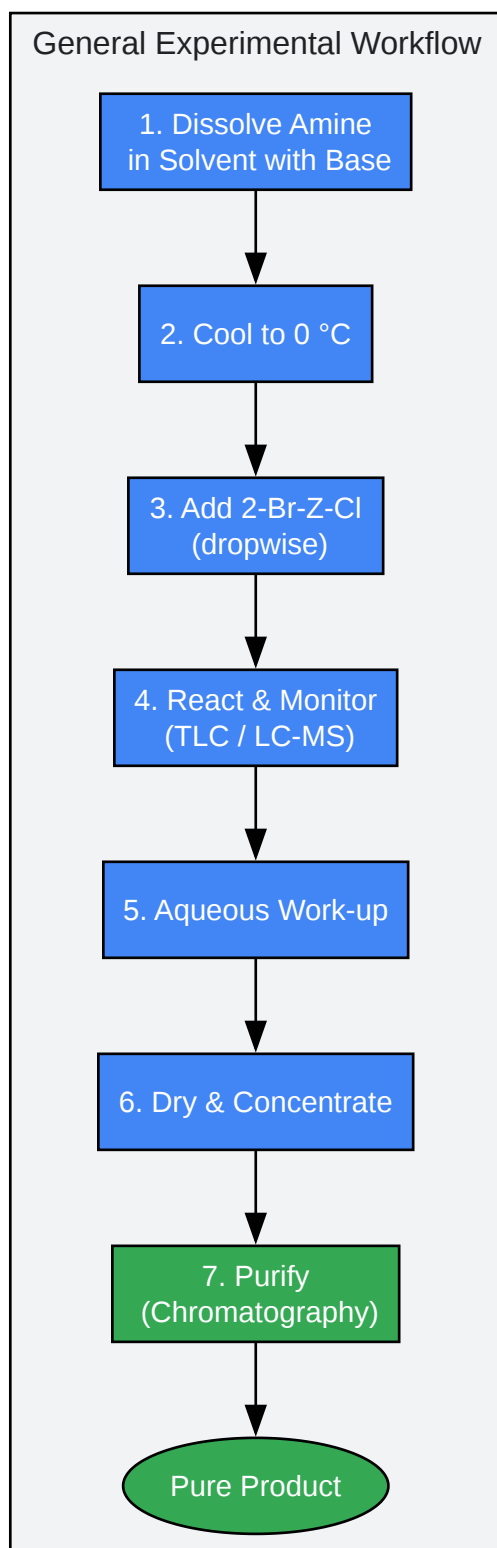 General Experimental Workflow
1. Dissolve Amine
in Solvent with Base
2. Cool to 0 °C
3. Add 2-Br-Z-Cl
(dropwise)
4. React & Monitor
(TLC / LC-MS)
5. Aqueous Work-up
6. Dry & Concentrate
7. Purify
(Chromatography)
Pure Product